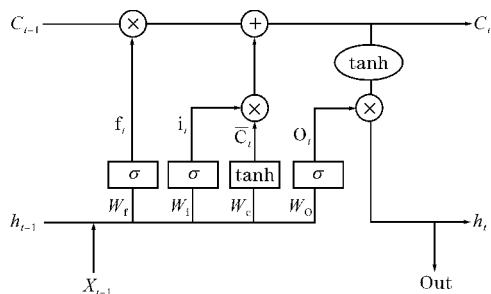 C_{t-1} × + C_t
tanh
f_t i_t × C̅_t O_t ×
σ σ tanh σ
W_f W_i W_c W_O
h_{t-1} h_t
X_{t-1} Out